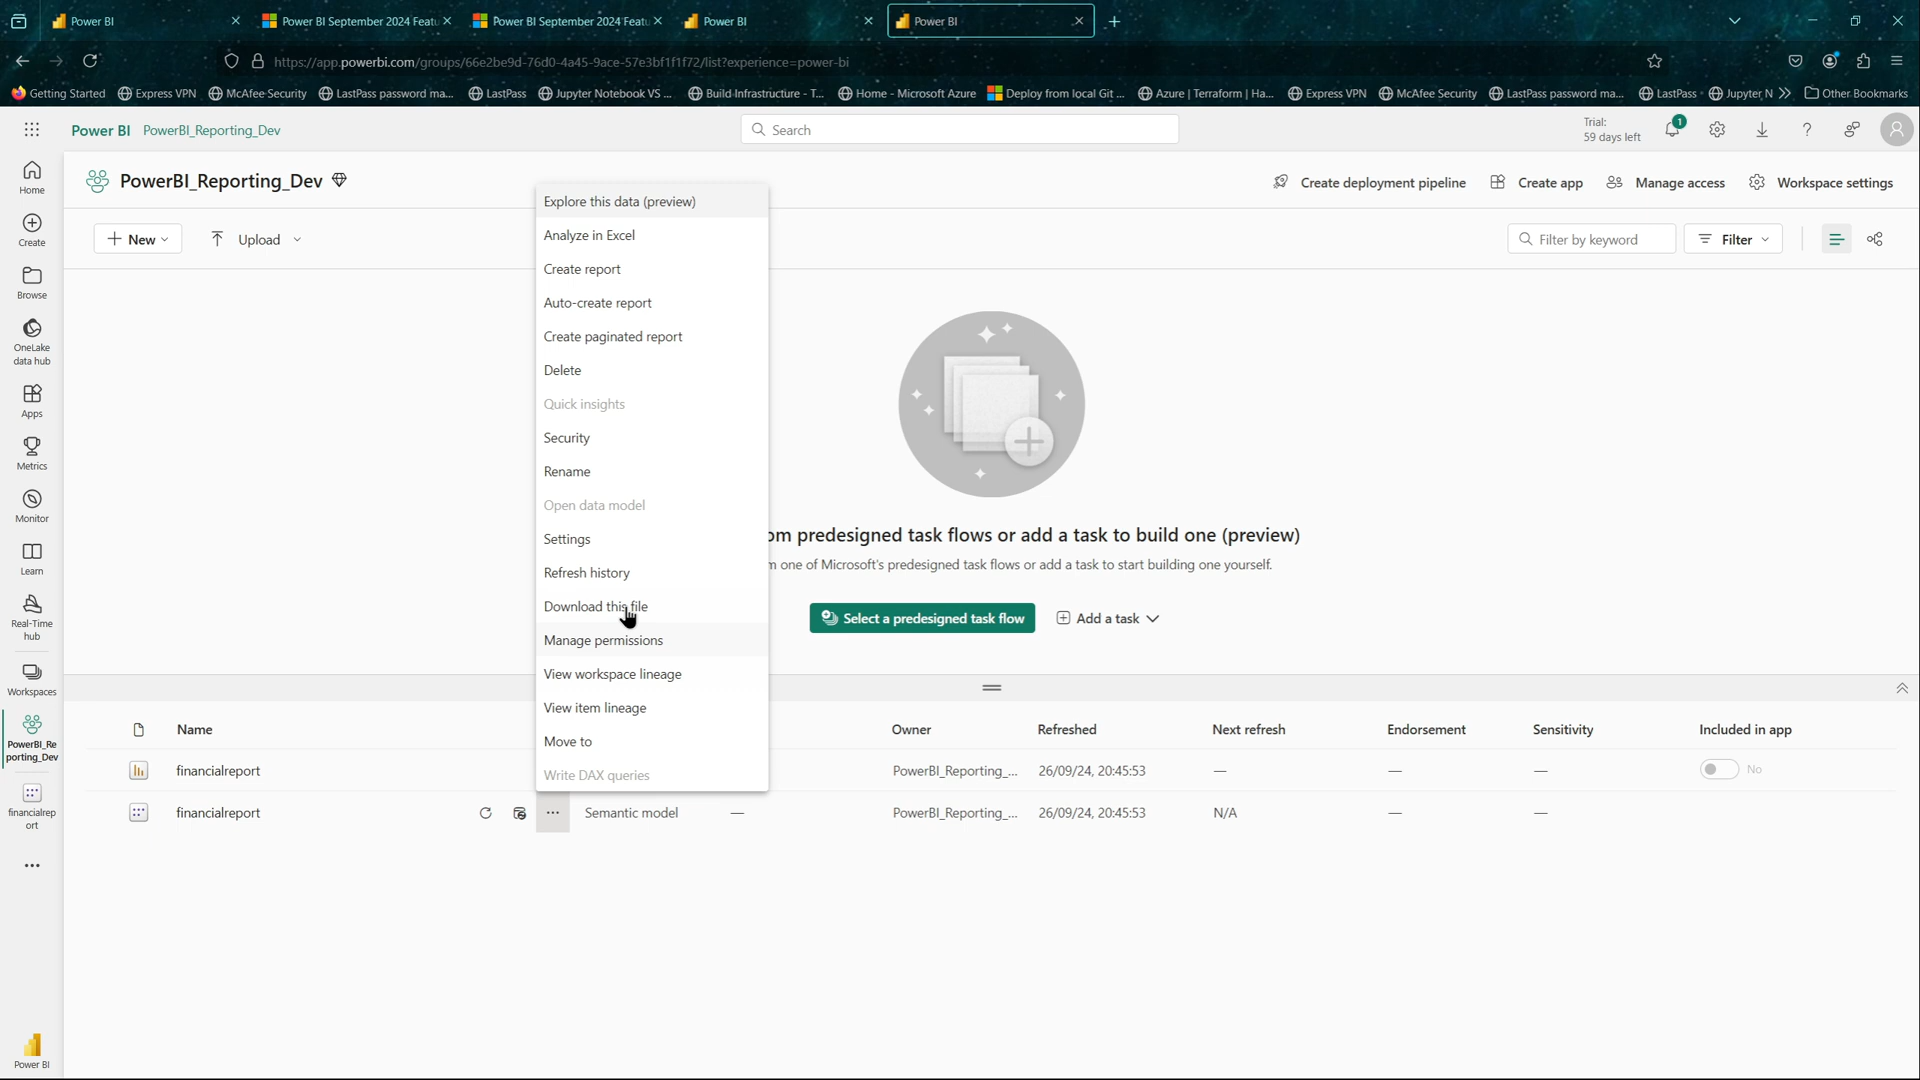 Power BI
Power BI September 2024 Featu
Power BI September 2024 Featu
Power BI
Power BI
https://app.powerbi.com/groups/66e2be9d-76d0-4a45-9ace-57e3bf1f1f72/list?experience=power-bi
Getting Started
Express VPN
McAfee Security
LastPass password ma...
LastPass
Jupyter Notebook VS ...
Build-Infrastructure - T...
Home - Microsoft Azure
Deploy from local Git ...
Azure | Terraform | Ha...
Express VPN
McAfee Security
LastPass password ma...
LastPass
Jupyter N
Other Bookmarks
Power BI PowerBI_Reporting_Dev
Search
Trial:
59 days left
1
Home
Create
Browse
OneLake
data hub
Apps
Metrics
Monitor
Learn
Real-Time
hub
Workspaces
PowerBI_Re
porting_Dev
financialrep
ort
Power BI
PowerBI_Reporting_Dev
Create deployment pipeline
Create app
Manage access
Workspace settings
New
Upload
Filter by keyword
Filter
Explore this data (preview)
Analyze in Excel
Create report
Auto-create report
Create paginated report
Delete
Quick insights
Security
Rename
Open data model
Settings
Refresh history
Download this file
Manage permissions
View workspace lineage
View item lineage
Move to
Write DAX queries
om predesigned task flows or add a task to build one (preview)
m one of Microsoft's predesigned task flows or add a task to start building one yourself.
Select a predesigned task flow
Add a task
Name Owner Refreshed Next refresh Endorsement Sensitivity Included in app
financialreport PowerBI_Reporting_... 26/09/24, 20:45:53 — — — No
financialreport ... Semantic model — PowerBI_Reporting_... 26/09/24, 20:45:53 N/A — —